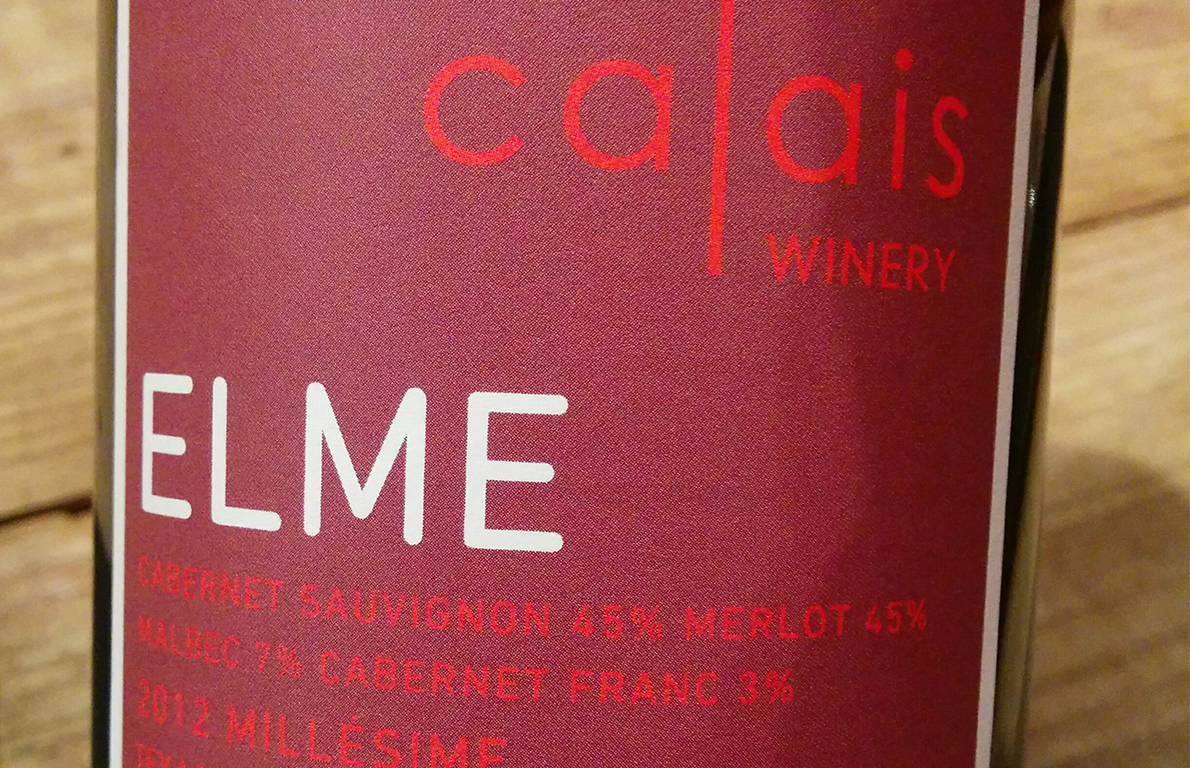 calais
WINERY
ELME
CABERNET SAUVIGNON 45% MERLOT 45%
MALBEC 7% CABERNET FRANC 3%
2012 MILLÉSIME